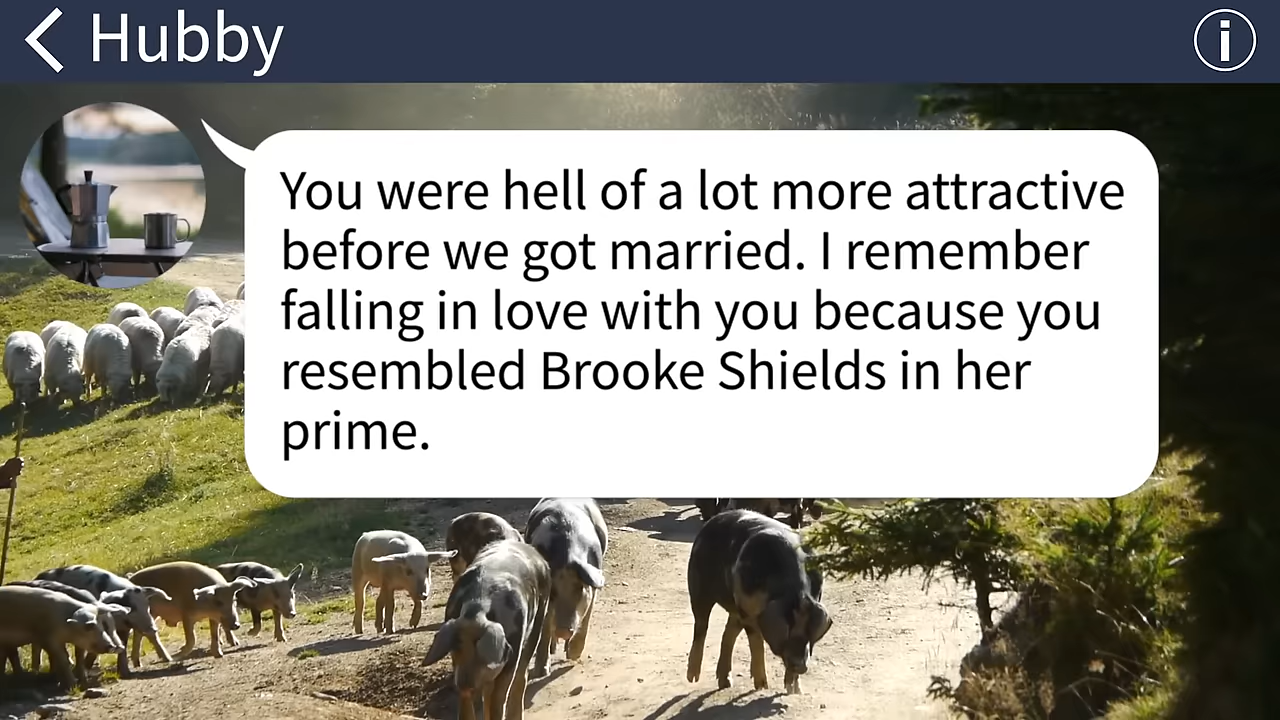 Hubby
You were hell of a lot more attractive
before we got married. I remember
falling in love with you because you
resembled Brooke Shields in her
prime.